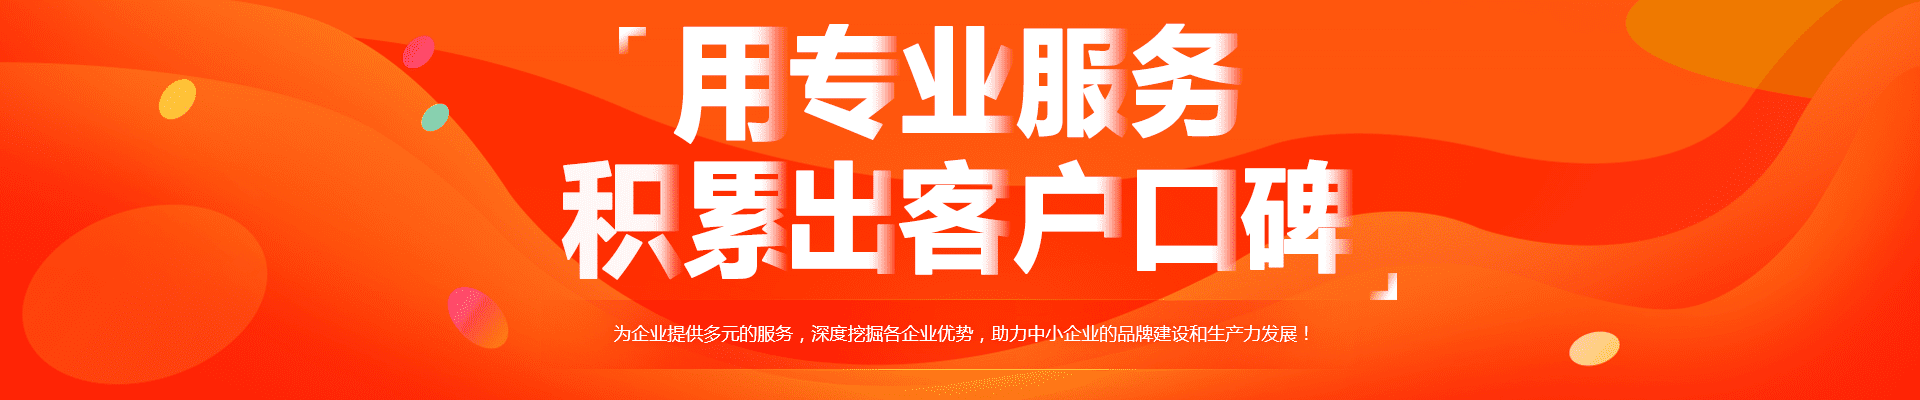 用专业服务
积累出客户口碑
为企业提供多元的服务，深度挖掘各企业优势，助力中小企业的品牌建设和生产力发展！